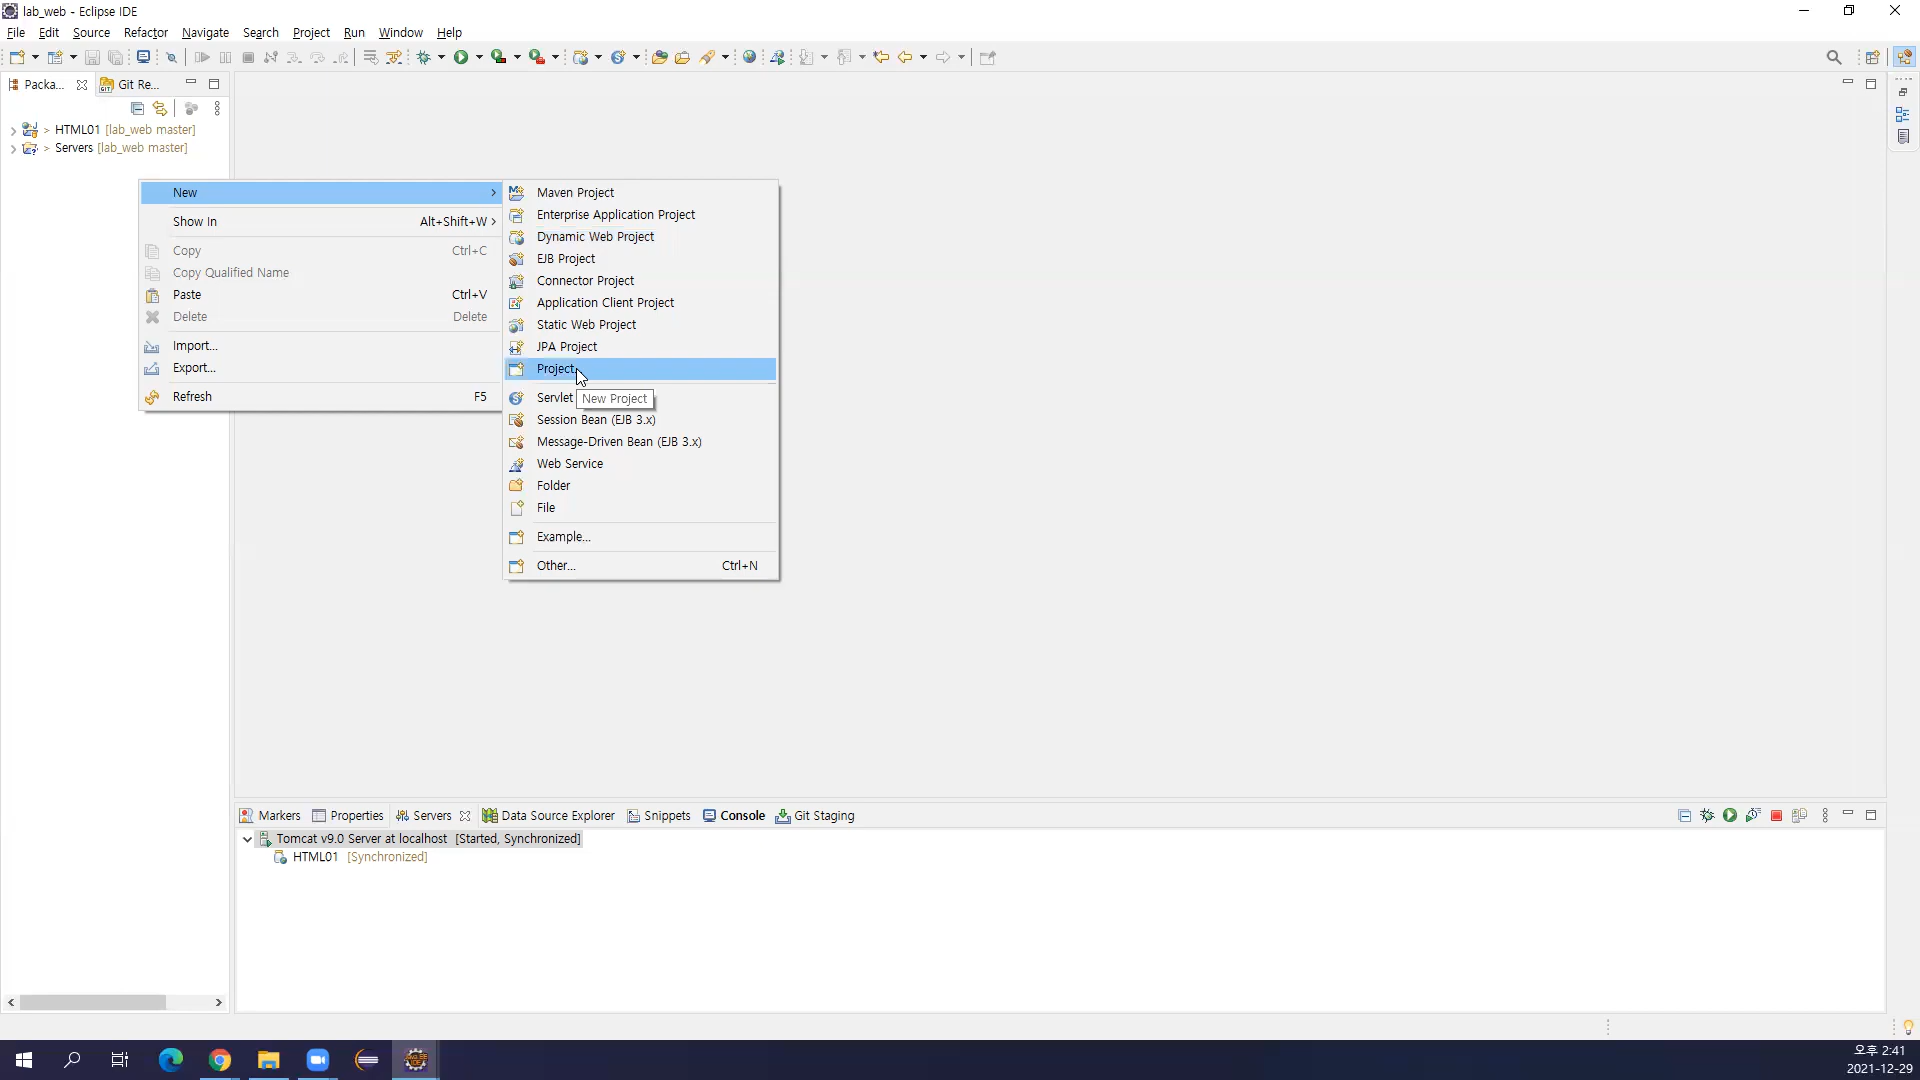 lab_web - Eclipse IDE
File Edit Source Refactor Navigate Search Project Run Window Help
Packa... Git Re...
> HTML01 [lab_web master]
> Servers [lab_web master]
New
Show In Alt+Shift+W
Copy Ctrl+C
Copy Qualified Name
Paste Ctrl+V
Delete Delete
Import...
Export...
Refresh F5
Maven Project
Enterprise Application Project
Dynamic Web Project
EJB Project
Connector Project
Application Client Project
Static Web Project
JPA Project
Project...
Servlet
New Project
Session Bean (EJB 3.x)
Message-Driven Bean (EJB 3.x)
Web Service
Folder
File
Example...
Other... Ctrl+N
Markers Properties Servers Data Source Explorer Snippets Console Git Staging
Tomcat v9.0 Server at localhost [Started, Synchronized]
HTML01 [Synchronized]
오후 2:41
2021-12-29